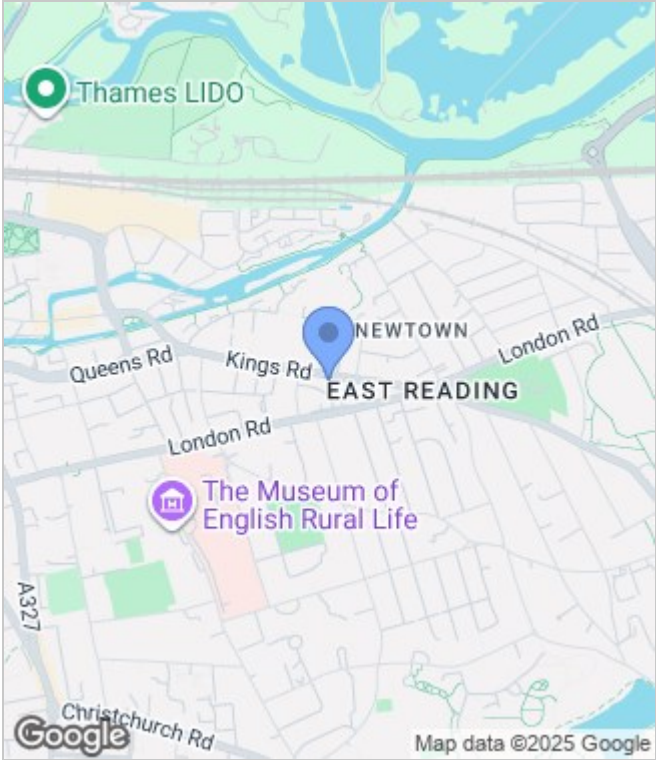 Thames LIDO
NEWTOWN
London Rd
Queens Rd
Kings Rd
EAST READING
London Rd
The Museum of
English Rural Life
A327
Christchurch Rd
Google
Map data ©2025 Google